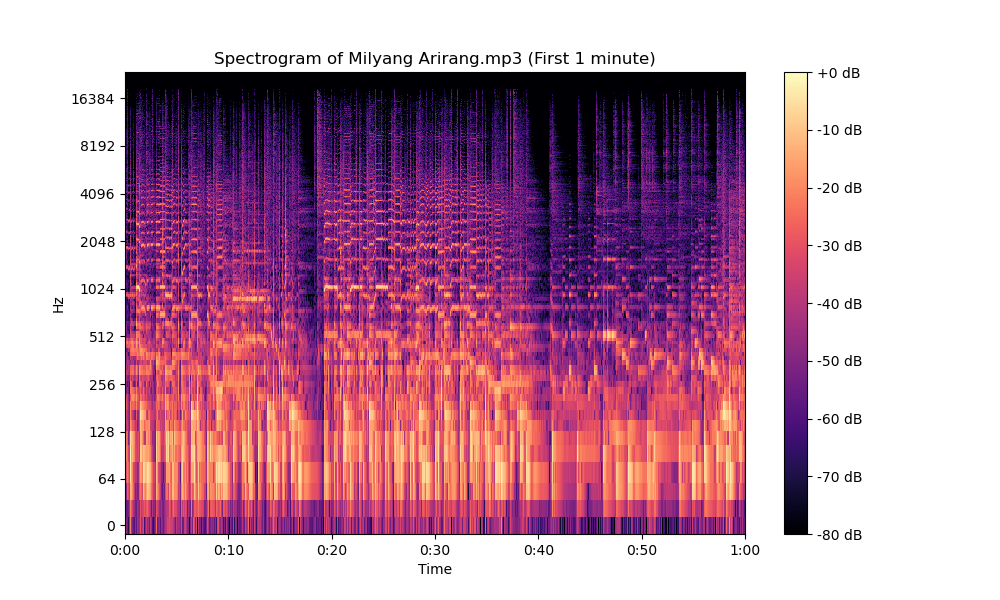 Spectrogram of Milyang Arirang.mp3 (First 1 minute)
Hz
16384
8192
4096
2048
1024
512
256
128
64
0
0:00 0:10 0:20 0:30 0:40 0:50 1:00
Time
+0 dB
-10 dB
-20 dB
-30 dB
-40 dB
-50 dB
-60 dB
-70 dB
-80 dB